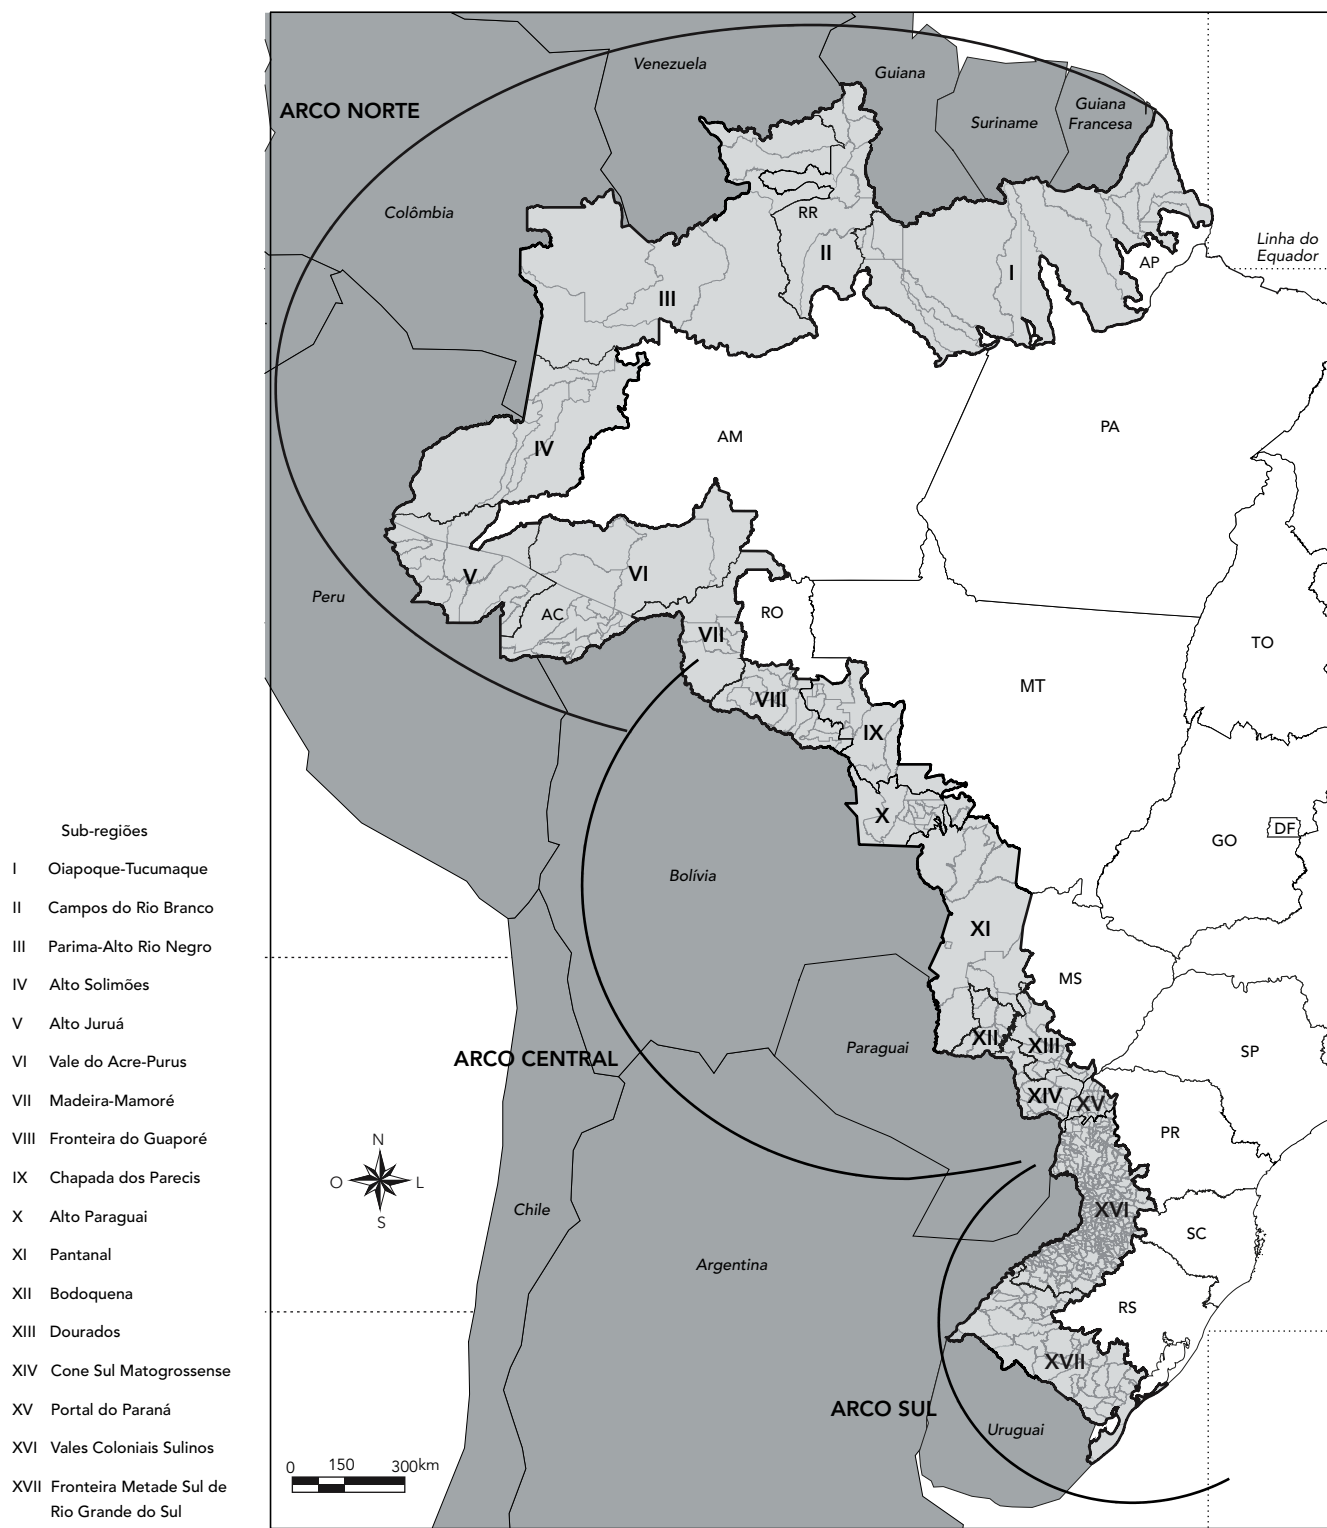 Venezuela
Guiana
Guiana
Francesa
Suriname
ARCO NORTE
Colômbia
RR
II
I
AP
Linha do
Equador
III
IV
AM
PA
V
VI
AC
Peru
VII
RO
TO
MT
VIII
IX
X
GO
DF
Bolívia
XI
MS
Paraguai
XII
XIII
SP
ARCO CENTRAL
XIV
XV
PR
XVI
SC
Chile
Argentina
RS
XVII
ARCO SUL
Uruguai
N
O
L
S
0 150 300km
Sub-regiões
I Oiapoque-Tucumaque
II Campos do Rio Branco
III Parima-Alto Rio Negro
IV Alto Solimões
V Alto Juruá
VI Vale do Acre-Purus
VII Madeira-Mamoré
VIII Fronteira do Guaporé
IX Chapada dos Parecis
X Alto Paraguai
XI Pantanal
XII Bodoquena
XIII Dourados
XIV Cone Sul Matogrossense
XV Portal do Paraná
XVI Vales Coloniais Sulinos
XVII Fronteira Metade Sul de
Rio Grande do Sul